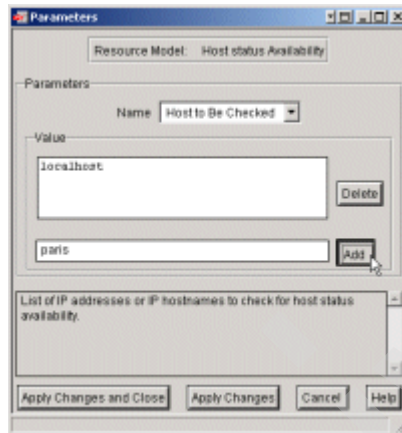 Parameters
Resource Model: Host status Availability
Parameters
Name Host to Be Checked
Value
localhost
Delete
paris
Add
List of IP addresses or IP hostnames to check for host status
availability.
Apply Changes and Close Apply Changes Cancel Help